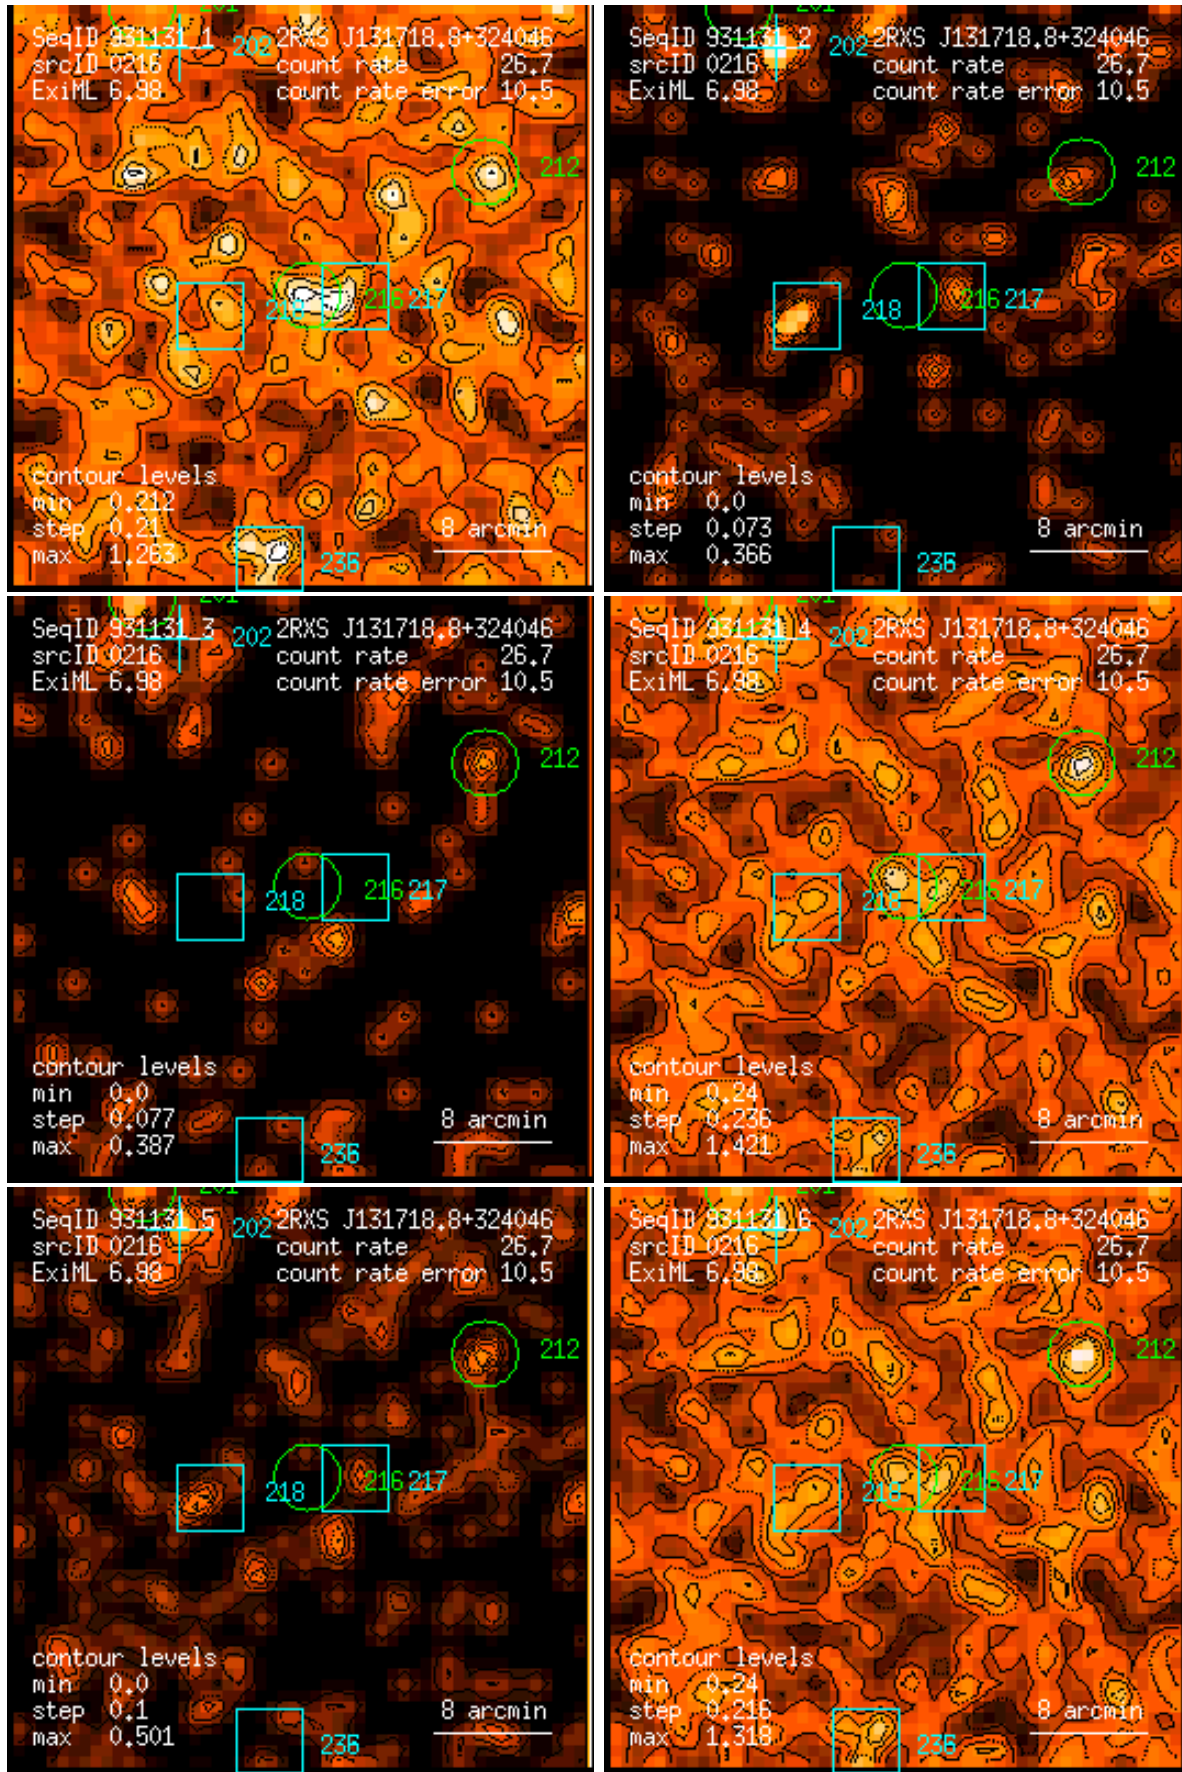 201
SeqID 931131_1 202 2RXS J131718.8+324046
srcID 0216 count rate 26.7
ExiML 6.98 count rate error 10.5
212
218 216 217
contour levels
min 0.212
step 0.21
max 1.263
8 arcmin
236
201
SeqID 931131_2 202 2RXS J131718.8+324046
srcID 0216 count rate 26.7
ExiML 6.98 count rate error 10.5
212
218 216 217
contour levels
min 0.0
step 0.073
max 0.366
8 arcmin
236
201
SeqID 931131_3 202 2RXS J131718.8+324046
srcID 0216 count rate 26.7
ExiML 6.98 count rate error 10.5
212
218 216 217
contour levels
min 0.0
step 0.077
max 0.387
8 arcmin
236
201
SeqID 931131_4 202 2RXS J131718.8+324046
srcID 0216 count rate 26.7
ExiML 6.98 count rate error 10.5
212
218 216 217
contour levels
min 0.24
step 0.236
max 1.421
8 arcmin
236
201
SeqID 931131_5 202 2RXS J131718.8+324046
srcID 0216 count rate 26.7
ExiML 6.98 count rate error 10.5
212
218 216 217
contour levels
min 0.0
step 0.1
max 0.501
8 arcmin
236
201
SeqID 931131_6 202 2RXS J131718.8+324046
srcID 0216 count rate 26.7
ExiML 6.98 count rate error 10.5
212
218 216 217
contour levels
min 0.24
step 0.216
max 1.318
8 arcmin
236